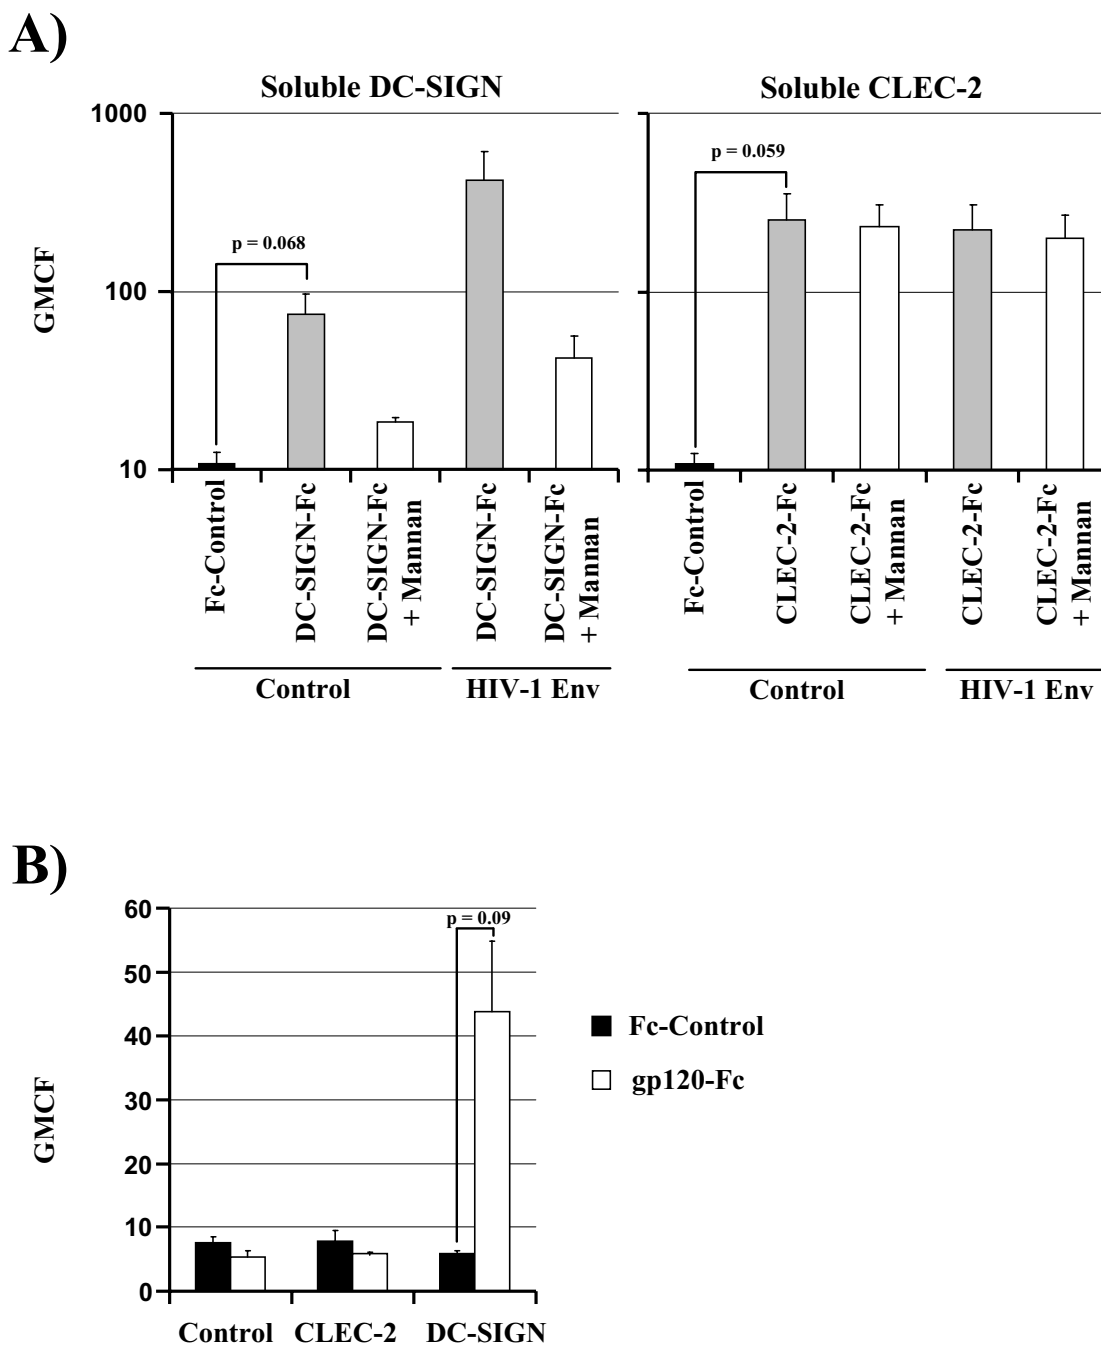 A)
Soluble DC-SIGN
Soluble CLEC-2
1000
100
10
GMCF
p = 0.068
p = 0.059
Fc-Control
DC-SIGN-Fc
DC-SIGN-Fc
+ Mannan
DC-SIGN-Fc
DC-SIGN-Fc
+ Mannan
Fc-Control
CLEC-2-Fc
CLEC-2-Fc
+ Mannan
CLEC-2-Fc
CLEC-2-Fc
+ Mannan
Control
HIV-1 Env
Control
HIV-1 Env
B)
60
50
40
30
20
10
0
GMCF
p = 0.09
Fc-Control
gp120-Fc
Control
CLEC-2
DC-SIGN